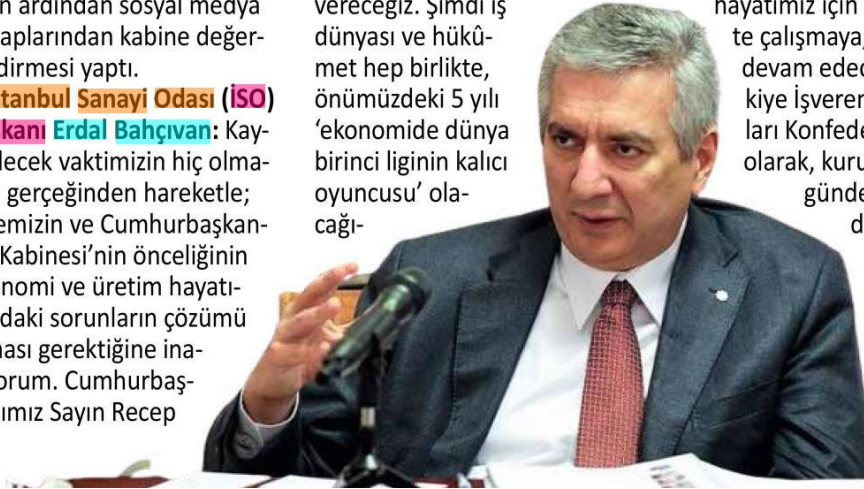 n ardından sosyal medya
aplarından kabine değer-
dirmesi yaptı.
tanbul Sanayi Odası (İSO)
kanı Erdal Bahçıvan: Kay-
lecek vaktimizin hiç olma-
gerçeğinden hareketle;
emizin ve Cumhurbaşkan-
Kabinesi’nin önceliğinin
nomi ve üretim hayatı-
daki sorunların çözümü
ası gerektiğine ina-
orum. Cumhurbaş-
ımız Sayın Recep
vereceğiz. Şimdi iş
dünyası ve hükû-
met hep birlikte,
önümüzdeki 5 yılı
‘ekonomide dünya
birinci liginin kalıcı
oyuncusu’ ola-
cağı-
hayatımız için
te çalışmaya,
devam edec
kiye İşveren
ları Konfede
olarak, kuru
günde
d